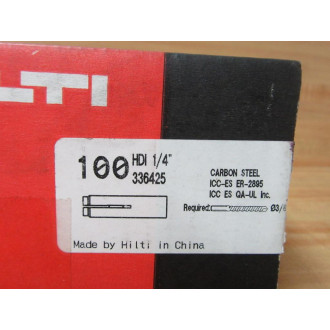 LTI
100 HDI 1/4"
336425
CARBON STEEL
ICC-ES ER-2895
ICC ES QA-UL Inc.
Required:
Made by Hilti in China